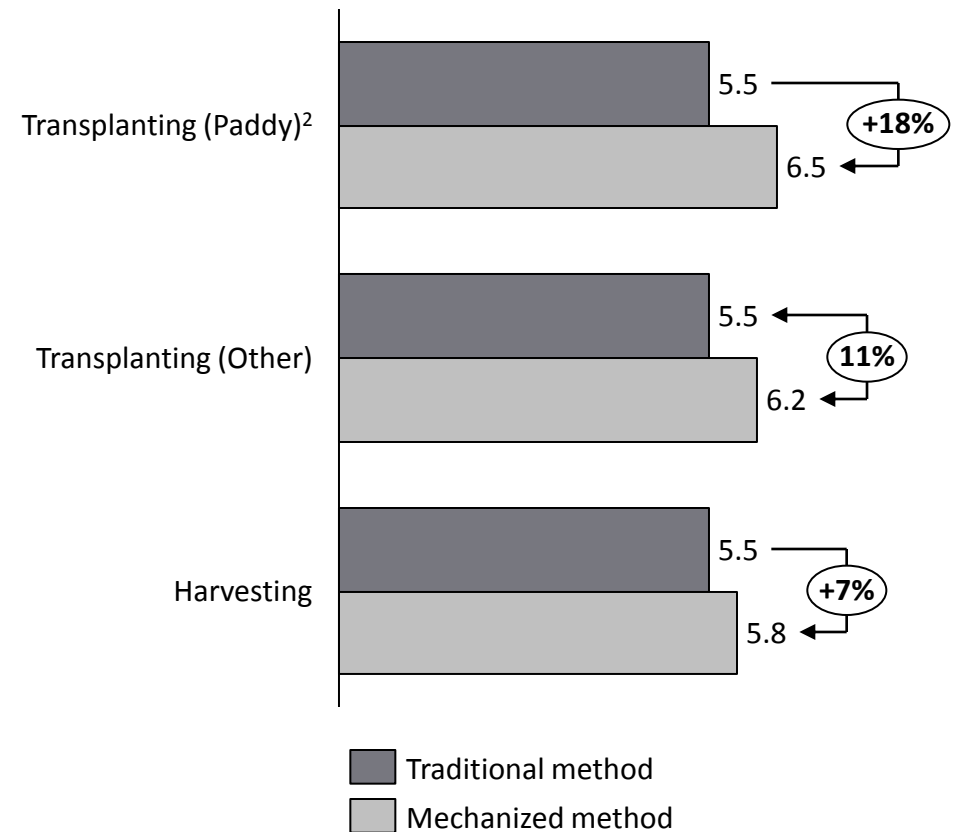 Transplanting (Paddy)²
5.5
+18%
6.5
Transplanting (Other)
5.5
11%
6.2
Harvesting
5.5
+7%
5.8
Traditional method
Mechanized method